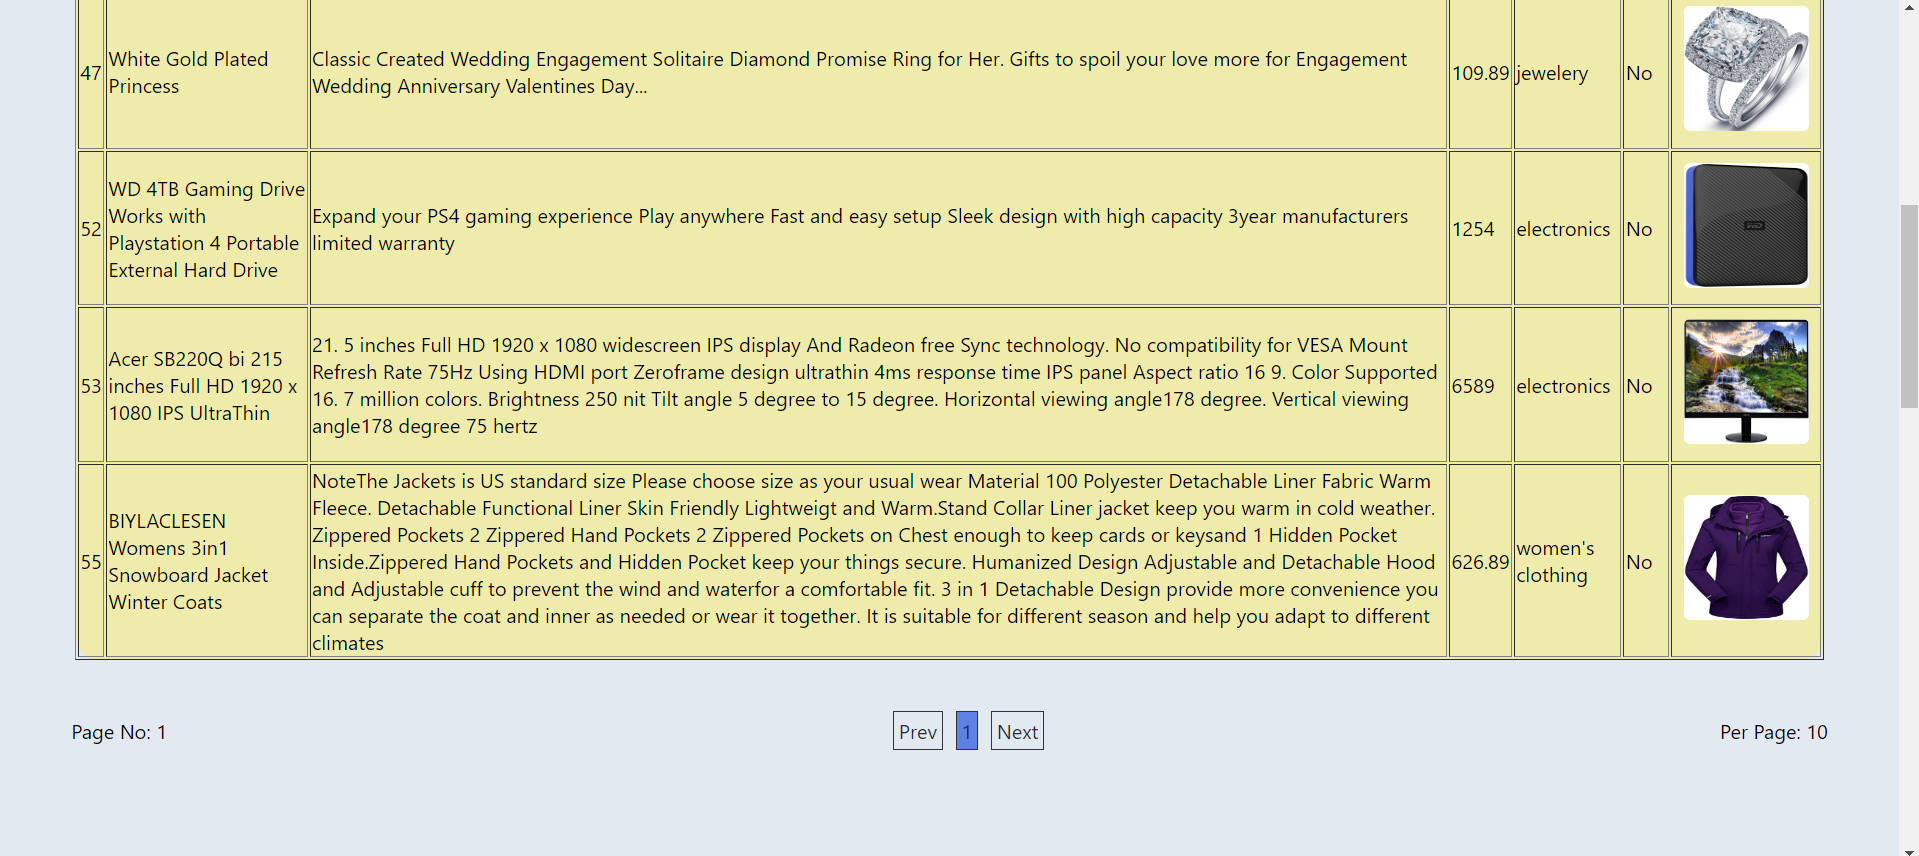 47
White Gold Plated
Princess
Classic Created Wedding Engagement Solitaire Diamond Promise Ring for Her. Gifts to spoil your love more for Engagement
Wedding Anniversary Valentines Day...
109.89
jewelery
No
52
WD 4TB Gaming Drive
Works with
Playstation 4 Portable
External Hard Drive
Expand your PS4 gaming experience Play anywhere Fast and easy setup Sleek design with high capacity 3year manufacturers
limited warranty
1254
electronics
No
53
Acer SB220Q bi 215
inches Full HD 1920 x
1080 IPS UltraThin
21. 5 inches Full HD 1920 x 1080 widescreen IPS display And Radeon free Sync technology. No compatibility for VESA Mount
Refresh Rate 75Hz Using HDMI port Zeroframe design ultrathin 4ms response time IPS panel Aspect ratio 16 9. Color Supported
16. 7 million colors. Brightness 250 nit Tilt angle 5 degree to 15 degree. Horizontal viewing angle178 degree. Vertical viewing
angle178 degree 75 hertz
6589
electronics
No
55
BIYLACLESEN
Womens 3in1
Snowboard Jacket
Winter Coats
NoteThe Jackets is US standard size Please choose size as your usual wear Material 100 Polyester Detachable Liner Fabric Warm
Fleece. Detachable Functional Liner Skin Friendly Lightweigt and Warm.Stand Collar Liner jacket keep you warm in cold weather.
Zippered Pockets 2 Zippered Hand Pockets 2 Zippered Pockets on Chest enough to keep cards or keysand 1 Hidden Pocket
Inside.Zippered Hand Pockets and Hidden Pocket keep your things secure. Humanized Design Adjustable and Detachable Hood
and Adjustable cuff to prevent the wind and waterfor a comfortable fit. 3 in 1 Detachable Design provide more convenience you
can separate the coat and inner as needed or wear it together. It is suitable for different season and help you adapt to different
climates
626.89
women's
clothing
No
Page No: 1
Prev
1
Next
Per Page: 10